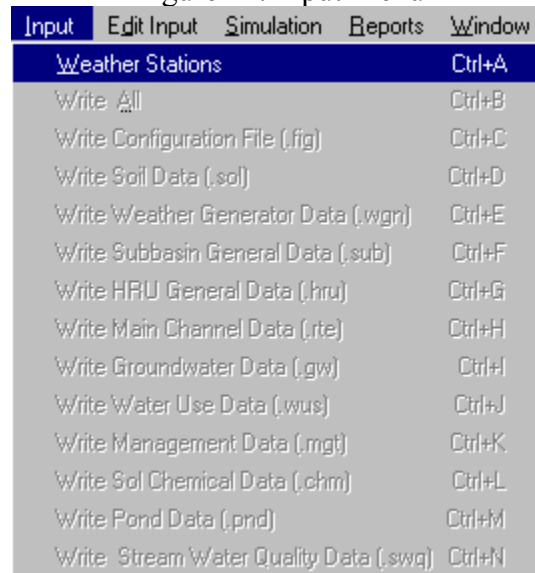 Input Edit Input Simulation Reports Window
Weather Stations Ctrl+A
Write All Ctrl+B
Write Configuration File (.fig) Ctrl+C
Write Soil Data (.sol) Ctrl+D
Write Weather Generator Data (.wgn) Ctrl+E
Write Subbasin General Data (.sub) Ctrl+F
Write HRU General Data (.hru) Ctrl+G
Write Main Channel Data (.rte) Ctrl+H
Write Groundwater Data (.gw) Ctrl+I
Write Water Use Data (.wus) Ctrl+J
Write Management Data (.mgt) Ctrl+K
Write Sol Chemical Data (.chm) Ctrl+L
Write Pond Data (.pnd) Ctrl+M
Write Stream Water Quality Data (.swq) Ctrl+N